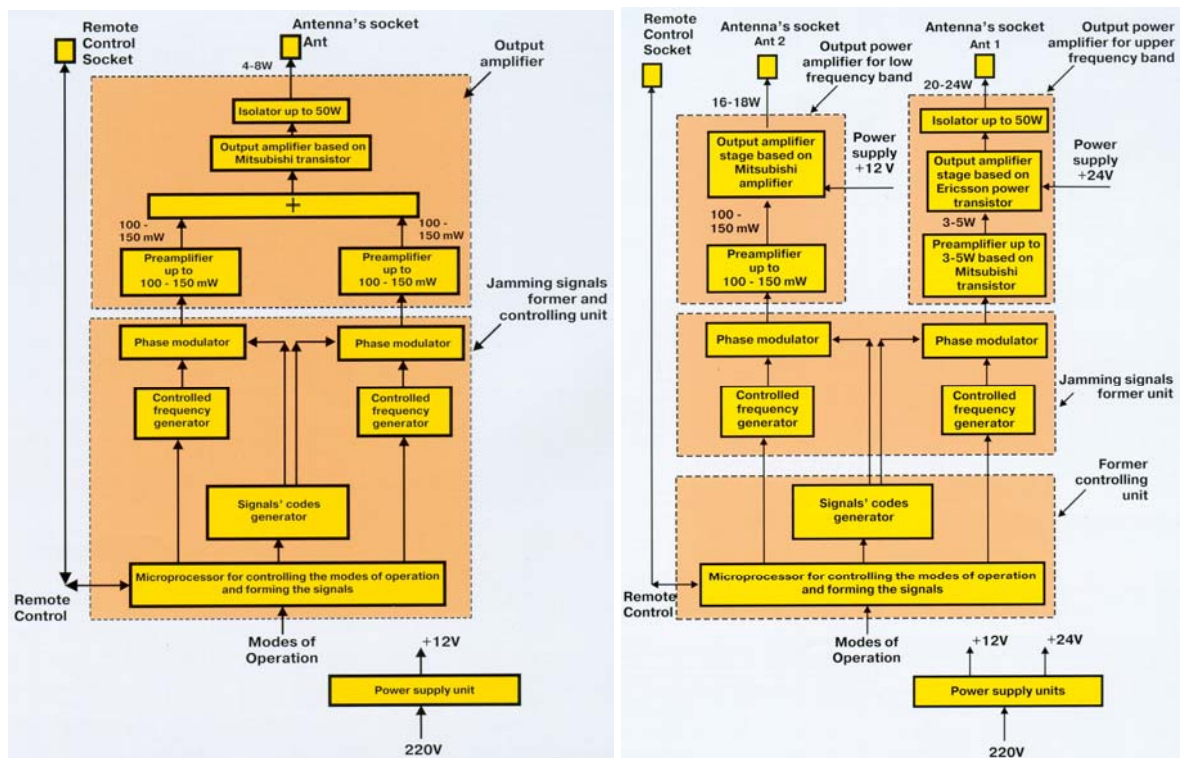 Remote
Control
Socket
Antenna's socket
Ant
Output
amplifier
4-8W
Isolator up to 50W
Output amplifier based on
Mitsubishi transistor
+
100 -
150 mW
100 -
150 mW
Preamplifier
up to
100 - 150 mW
Preamplifier
up to
100 - 150 mW
Jamming signals
former and
controlling unit
Phase modulator
Phase modulator
Controlled
frequency
generator
Controlled
frequency
generator
Signals' codes
generator
Microprocessor for controlling the modes of operation
and forming the signals
Remote
Control
Modes of
Operation
+12V
Power supply unit
220V
Remote
Control
Socket
Antenna's socket
Ant 2
Output power
amplifier for low
frequency band
Antenna's socket
Ant 1
Output power
amplifier for upper
frequency band
16-18W
20-24W
Isolator up to 50W
Output amplifier
stage based on
Mitsubishi
amplifier
Power
supply
+12 V
Output amplifier
stage based on
Ericsson power
transistor
Power
supply
+24V
100 -
150 mW
3-5W
Preamplifier
up to
100 - 150 mW
Preamplifier up to
3-5W based on
Mitsubishi
transistor
Phase modulator
Phase modulator
Controlled
frequency
generator
Controlled
frequency
generator
Jamming signals
former unit
Former
controlling
unit
Signals' codes
generator
Microprocessor for controlling the modes of operation
and forming the signals
Remote
Control
Modes of
Operation
+12V
+24V
Power supply units
220V